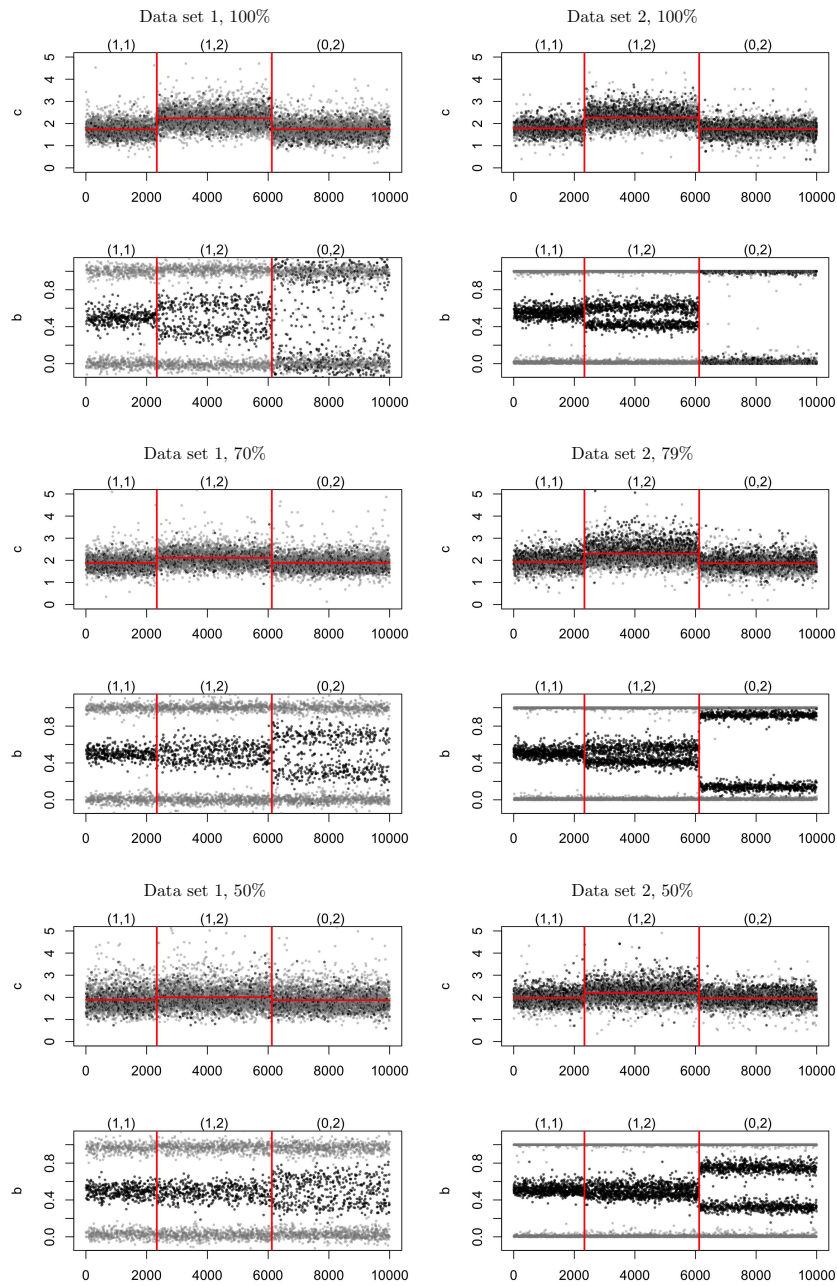 Data set 1, 100%
Data set 2, 100%
(1,1) (1,2) (0,2)
(1,1) (1,2) (0,2)
c
0 1 2 3 4 5
0 2000 4000 6000 8000 10000
c
0 1 2 3 4 5
0 2000 4000 6000 8000 10000
(1,1) (1,2) (0,2)
(1,1) (1,2) (0,2)
b
0.0 0.4 0.8
0 2000 4000 6000 8000 10000
b
0.0 0.4 0.8
0 2000 4000 6000 8000 10000
Data set 1, 70%
Data set 2, 79%
(1,1) (1,2) (0,2)
(1,1) (1,2) (0,2)
c
0 1 2 3 4 5
0 2000 4000 6000 8000 10000
c
0 1 2 3 4 5
0 2000 4000 6000 8000 10000
(1,1) (1,2) (0,2)
(1,1) (1,2) (0,2)
b
0.0 0.4 0.8
0 2000 4000 6000 8000 10000
b
0.0 0.4 0.8
0 2000 4000 6000 8000 10000
Data set 1, 50%
Data set 2, 50%
(1,1) (1,2) (0,2)
(1,1) (1,2) (0,2)
c
0 1 2 3 4 5
0 2000 4000 6000 8000 10000
c
0 1 2 3 4 5
0 2000 4000 6000 8000 10000
(1,1) (1,2) (0,2)
(1,1) (1,2) (0,2)
b
0.0 0.4 0.8
0 2000 4000 6000 8000 10000
b
0.0 0.4 0.8
0 2000 4000 6000 8000 10000